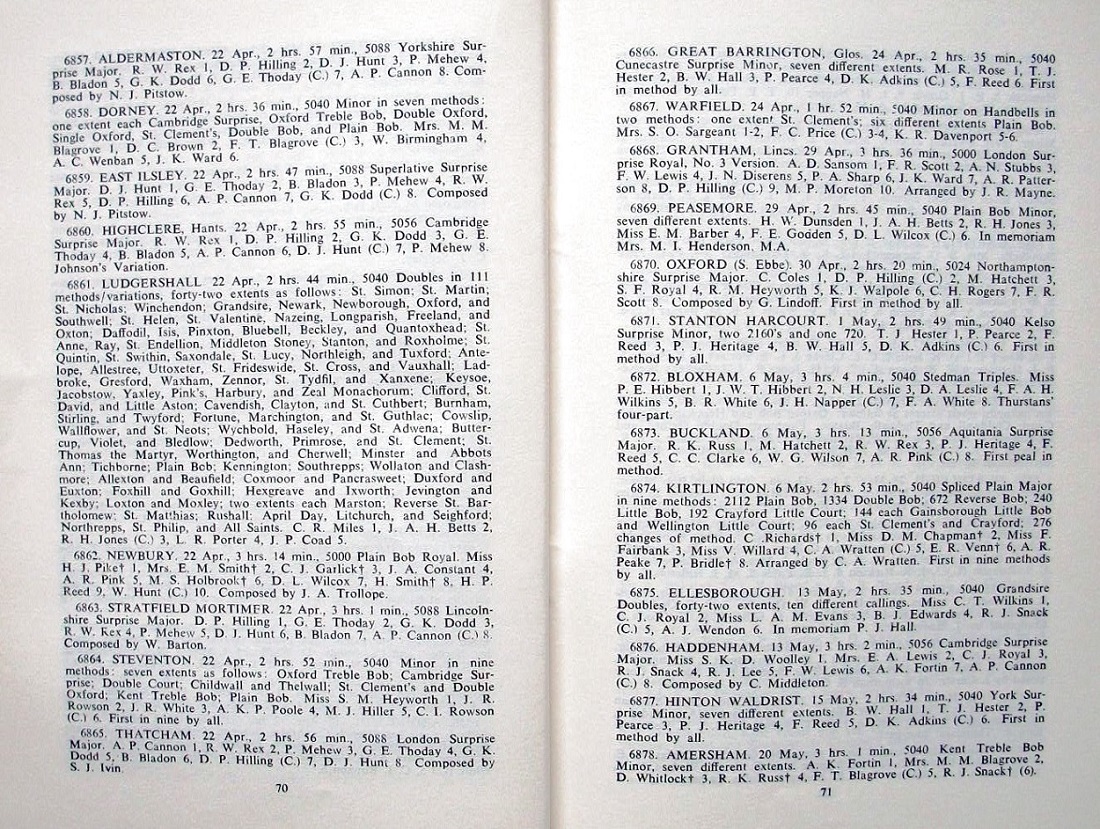 6857. ALDERMASTON. 22 Apr., 2 hrs. 57 min., 5088 Yorkshire Sur-
prise Major. R. W. Rex 1, D. P. Hilling 2, D. J. Hunt 3, P. Mehew 4,
B. Bladon 5, G. K. Dodd 6, G. E. Thoday (C.) 7, A. P. Cannon 8. Com-
posed by N. J. Pitstow.
6858. DORNEY. 22 Apr., 2 hrs. 36 min., 5040 Minor in seven methods:
one extent each Cambridge Surprise, Oxford Treble Bob, Double Oxford,
Single Oxford, St. Clement's, Double Bob, and Plain Bob. Mrs. M. M.
Blagrove 1, D. C. Brown 2, F. T. Blagrove (C.) 3, W. Birmingham 4,
A. C. Wenban 5, J. K. Ward 6.
6859. EAST ILSLEY. 22 Apr., 2 hrs. 47 min., 5088 Superlative Surprise
Major. D. J. Hunt 1, G. E. Thoday 2, B. Bladon 3, P. Mehew 4, R. W.
Rex 5, D. P. Hilling 6, A. P. Cannon 7, G. K. Dodd (C.) 8. Composed
by N. J. Pitstow.
6860. HIGHCLERE, Hants. 22 Apr., 2 hrs. 55 min., 5056 Cambridge
Surprise Major. R. W. Rex 1, D. P. Hilling 2, G. K. Dodd 3, G. E.
Thoday 4, B. Bladon 5, A. P. Cannon 6, D. J. Hunt (C.) 7, P. Mehew 8.
Johnson's Variation.
6861. LUDGERSHALL. 22 Apr., 2 hrs. 44 min., 5040 Doubles in 111
methods/variations, forty-two extents as follows: St. Simon; St. Martin;
St. Nicholas; Winchendon; Grandsire, Newark, Newborough, Oxford, and
Southwell; St. Helen, St. Valentine, Nazeing, Longparish, Freeland, and
Oxton; Daffodil, Isis, Pinxton, Bluebell, Beckley, and Quantoxhead; St.
Anne, Ray, St. Endellion, Middleton Stoney, Stanton, and Roxholme; St.
Quintin, St. Swithin, Saxondale, St. Lucy, Northleigh, and Tuxford; Ante-
lope, Allestree, Uttoxeter, St. Frideswide, St. Cross, and Vauxhall; Lad-
broke, Gresford, Waxham, Zennor, St. Tydfil, and Xanxene; Keysoe,
Jacobstow, Yaxley, Pink's, Harbury, and Zeal Monachorum; Clifford, St.
David, and Little Aston; Cavendish, Clayton, and St. Cuthbert; Burnham,
Stirling, and Twyford; Fortune, Marchington, and St. Guthlac; Cowslip,
Wallflower, and St. Neots; Wychbold, Haseley, and St. Adwena; Butter-
cup, Violet, and Bledlow; Dedworth, Primrose, and St. Clement; St.
Thomas the Martyr, Worthington, and Cherwell; Minster and Abbots
Ann; Tichborne; Plain Bob; Kennington; Southrepps; Wollaton and Clash-
more; Allexton and Beaufield; Coxmoor and Pancrasweet; Duxford and
Euxton; Foxhill and Goxhill; Hexgreave and Ixworth; Jevington and
Kexby; Loxton and Moxley; two extents each Marston; Reverse St. Bar-
tholomew; St. Matthias; Rushall; April Day, Litchurch, and Seighford;
Northrepps, St. Philip, and All Saints. C. R. Miles 1, J. A. H. Betts 2,
R. H. Jones (C.) 3, L. R. Porter 4, J. P. Coad 5.
6862. NEWBURY. 22 Apr., 3 hrs. 14 min., 5000 Plain Bob Royal. Miss
H. J. Pike† 1, Mrs. E. M. Smith† 2, C. J. Garlick† 3, J. A. Constant 4,
A. R. Pink 5, M. S. Holbrook† 6, D. L. Wilcox 7, H. Smith† 8, H. P.
Reed 9, W. Hunt (C.) 10. Composed by J. A. Trollope.
6863. STRATFIELD MORTIMER. 22 Apr., 3 hrs. 1 min., 5088 Lincoln-
shire Surprise Major. D. P. Hilling 1, G. E. Thoday 2, G. K. Dodd 3,
R. W. Rex 4, P. Mehew 5, D. J. Hunt 6, B. Bladon 7, A. P. Cannon (C.) 8.
Composed by W. Barton.
6864. STEVENTON. 22 Apr., 2 hrs. 52 min., 5040 Minor in nine
methods: seven extents as follows: Oxford Treble Bob; Cambridge Sur-
prise; Double Court; Childwall and Thelwall; St. Clement's and Double
Oxford; Kent Treble Bob; Plain Bob. Miss S. M. Heyworth 1, J. R.
Rowson 2, J. R. White 3, A. K. P. Poole 4, M. J. Hiller 5, C. I. Rowson
(C.) 6. First in nine by all.
6865. THATCHAM. 22 Apr., 2 hrs. 56 min., 5088 London Surprise
Major. A. P. Cannon 1, R. W. Rex 2, P. Mehew 3, G. E. Thoday 4, G. K.
Dodd 5, B. Bladon 6, D. P. Hilling (C.) 7, D. J. Hunt 8. Composed by
S. J. Ivin.
70
6866. GREAT BARRINGTON, Glos. 24 Apr., 2 hrs. 35 min., 5040
Cunecastre Surprise Minor, seven different extents. M. R. Rose 1, T. J.
Hester 2, B. W. Hall 3, P. Pearce 4, D. K. Adkins (C.) 5, F. Reed 6. First
in method by all.
6867. WARFIELD. 24 Apr., 1 hr. 52 min., 5040 Minor on Handbells in
two methods: one extent St. Clement's; six different extents Plain Bob.
Mrs. S. O. Sargeant 1-2, F. C. Price (C.) 3-4, K. R. Davenport 5-6.
6868. GRANTHAM, Lincs. 29 Apr., 3 hrs. 36 min., 5000 London Sur-
prise Royal, No. 3 Version. A. D. Sansom 1, F. R. Scott 2, A. N. Stubbs 3,
F. W. Lewis 4, J. N. Diserens 5, P. A. Sharp 6, J. K. Ward 7, A. R. Patter-
son 8, D. P. Hilling (C.) 9, M. P. Moreton 10. Arranged by J. R. Mayne.
6869. PEASEMORE. 29 Apr., 2 hrs. 45 min., 5040 Plain Bob Minor,
seven different extents. H. W. Dunsden 1, J. A. H. Betts 2, R. H. Jones 3,
Miss E. M. Barber 4, F. E. Godden 5, D. L. Wilcox (C.) 6. In memoriam
Mrs. M. I. Henderson, M.A.
6870. OXFORD (S. Ebbe). 30 Apr., 2 hrs. 20 min., 5024 Northampton-
shire Surprise Major. C. Coles 1, D. P. Hilling (C.) 2, M. Hatchett 3,
S. F. Royal 4, R. M. Heyworth 5, K. J. Walpole 6, C. H. Rogers 7, F. R.
Scott 8. Composed by G. Lindoff. First in method by all.
6871. STANTON HARCOURT. 1 May, 2 hrs. 49 min., 5040 Kelso
Surprise Minor, two 2160's and one 720. T. J. Hester 1, P. Pearce 2, F.
Reed 3, P. J. Heritage 4, B. W. Hall 5, D. K. Adkins (C.) 6. First in
method by all.
6872. BLOXHAM. 6 May, 3 hrs. 4 min., 5040 Stedman Triples. Miss
P. E. Hibbert 1, J. W. T. Hibbert 2, N. H. Leslie 3, D. A. Leslie 4, F. A. H.
Wilkins 5, B. R. White 6, J. H. Napper (C.) 7, F. A. White 8. Thurstans'
four-part.
6873. BUCKLAND. 6 May, 3 hrs. 13 min., 5056 Aquitania Surprise
Major. R. K. Russ 1, M. Hatchett 2, R. W. Rex 3, P. J. Heritage 4, F.
Reed 5, C. C. Clarke 6, W. G. Wilson 7, A. R. Pink (C.) 8. First peal in
method.
6874. KIRTLINGTON. 6 May. 2 hrs. 53 min., 5040 Spliced Plain Major
in nine methods: 2112 Plain Bob, 1334 Double Bob; 672 Reverse Bob; 240
Little Bob, 192 Crayford Little Court; 144 each Gainsborough Little Bob
and Wellington Little Court; 96 each St. Clement's and Crayford; 276
changes of method. C .Richards† 1, Miss D. M. Chapman† 2, Miss F.
Fairbank 3, Miss V. Willard 4, C. A. Wratten (C.) 5, E. R. Venn† 6, A. R.
Peake 7, P. Bridle† 8. Arranged by C. A. Wratten. First in nine methods
by all.
6875. ELLESBOROUGH. 13 May, 2 hrs. 35 min., 5040 Grandsire
Doubles, forty-two extents, ten different callings. Miss C. T. Wilkins 1,
C. J. Royal 2, Miss L. A. M. Evans 3, B. J. Edwards 4, R. J. Snack
(C.) 5, A. J. Wendon 6. In memoriam P. J. Hall.
6876. HADDENHAM. 13 May, 3 hrs. 2 min., 5056 Cambridge Surprise
Major. Miss S. K. D. Woolley 1, Mrs. E. A. Lewis 2, C. J. Royal 3,
R. J. Snack 4, R. J. Lee 5, F. W. Lewis 6, A. K. Fortin 7, A. P. Cannon
(C.) 8. Composed by C. Middleton.
6877. HINTON WALDRIST. 15 May, 2 hrs. 34 min., 5040 York Sur-
prise Minor, seven different extents. B. W. Hall 1, T. J. Hester 2, P.
Pearce 3, P. J. Heritage 4, F. Reed 5, D. K. Adkins (C.) 6. First in
method by all.
6878. AMERSHAM. 20 May, 3 hrs. 1 min., 5040 Kent Treble Bob
Minor, seven different extents. A. K. Fortin 1, Mrs. M. M. Blagrove 2,
D. Whitlock† 3, R. K. Russ† 4, F. T. Blagrove (C.) 5, R. J. Snack† (6).
71